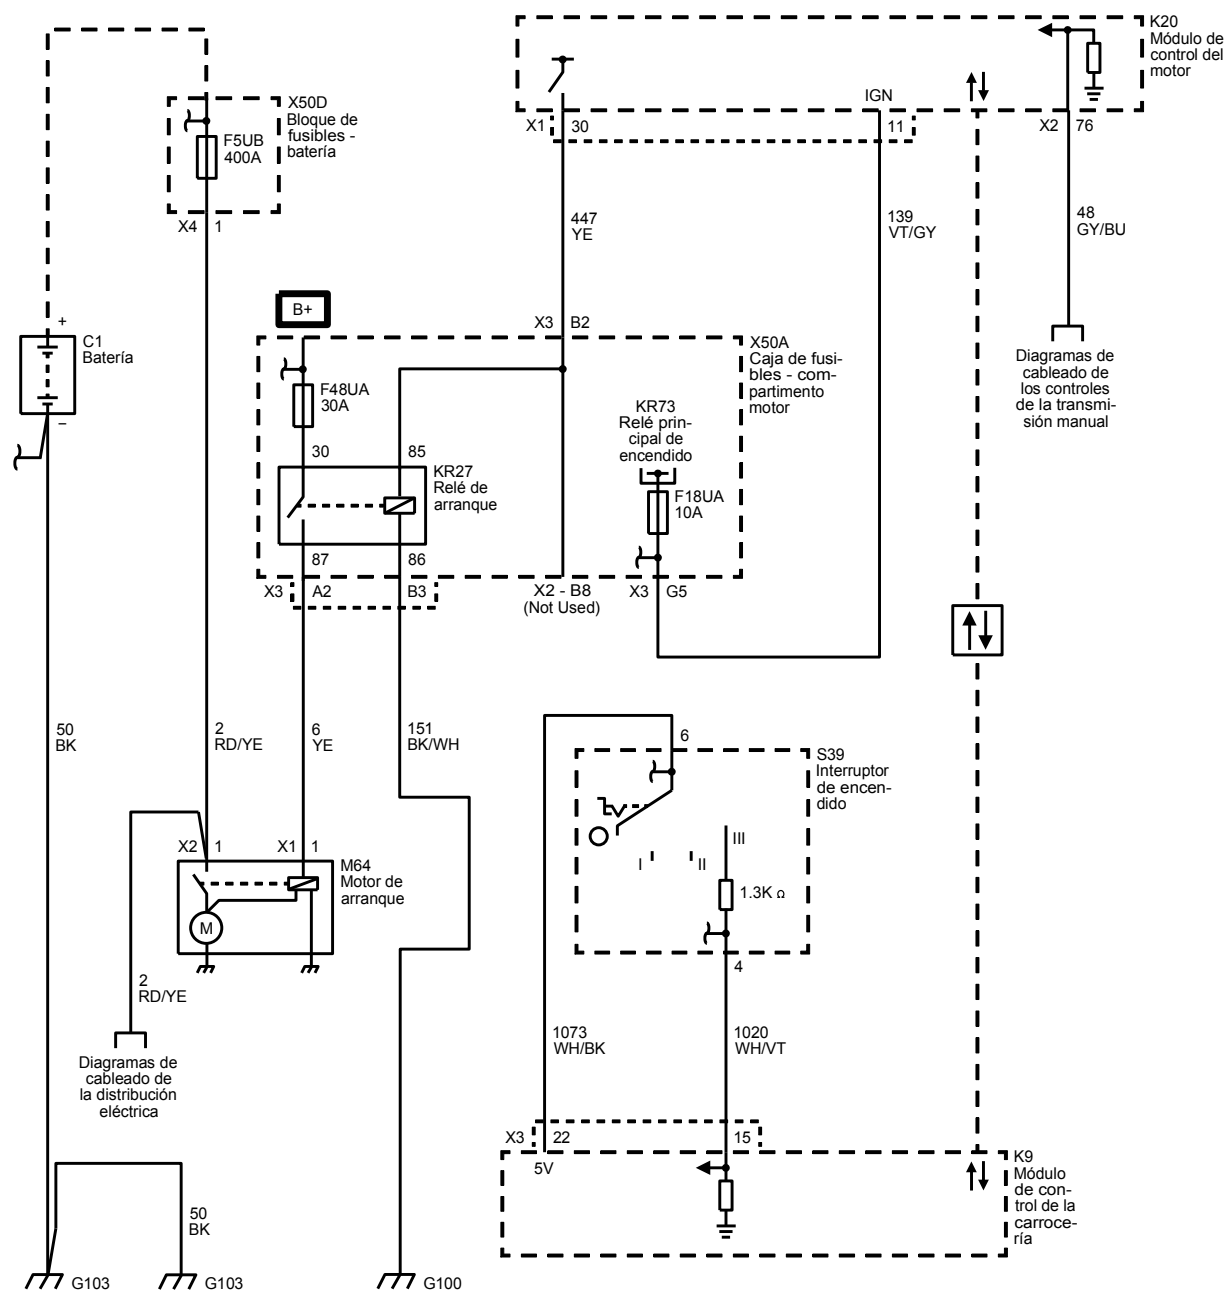 K20
Módulo de
control del
motor
IGN
X1
30
11
X2
76
X50D
Bloque de
fusibles -
batería
F5UB
400A
X4
1
447
YE
139
VT/GY
48
GY/BU
B+
X3
B2
+
C1
Batería
–
X50A
Caja de fusi-
bles - com-
partimento
motor
F48UA
30A
KR73
Relé prin-
cipal de
encendido
Diagramas de
cableado de
los controles
de la transmi-
sión manual
30
85
KR27
Relé de
arranque
F18UA
10A
87
86
X3
A2
B3
X2 - B8
(Not Used)
X3
G5
50
BK
2
RD/YE
6
YE
151
BK/WH
6
S39
Interruptor
de encen-
dido
X2
1
X1
1
M64
Motor de
arranque
M
I
II
III
1.3K Ω
4
2
RD/YE
Diagramas de
cableado de
la distribución
eléctrica
1073
WH/BK
1020
WH/VT
X3
22
15
5V
K9
Módulo
de con-
trol de la
carroce-
ría
50
BK
G103
G103
G100